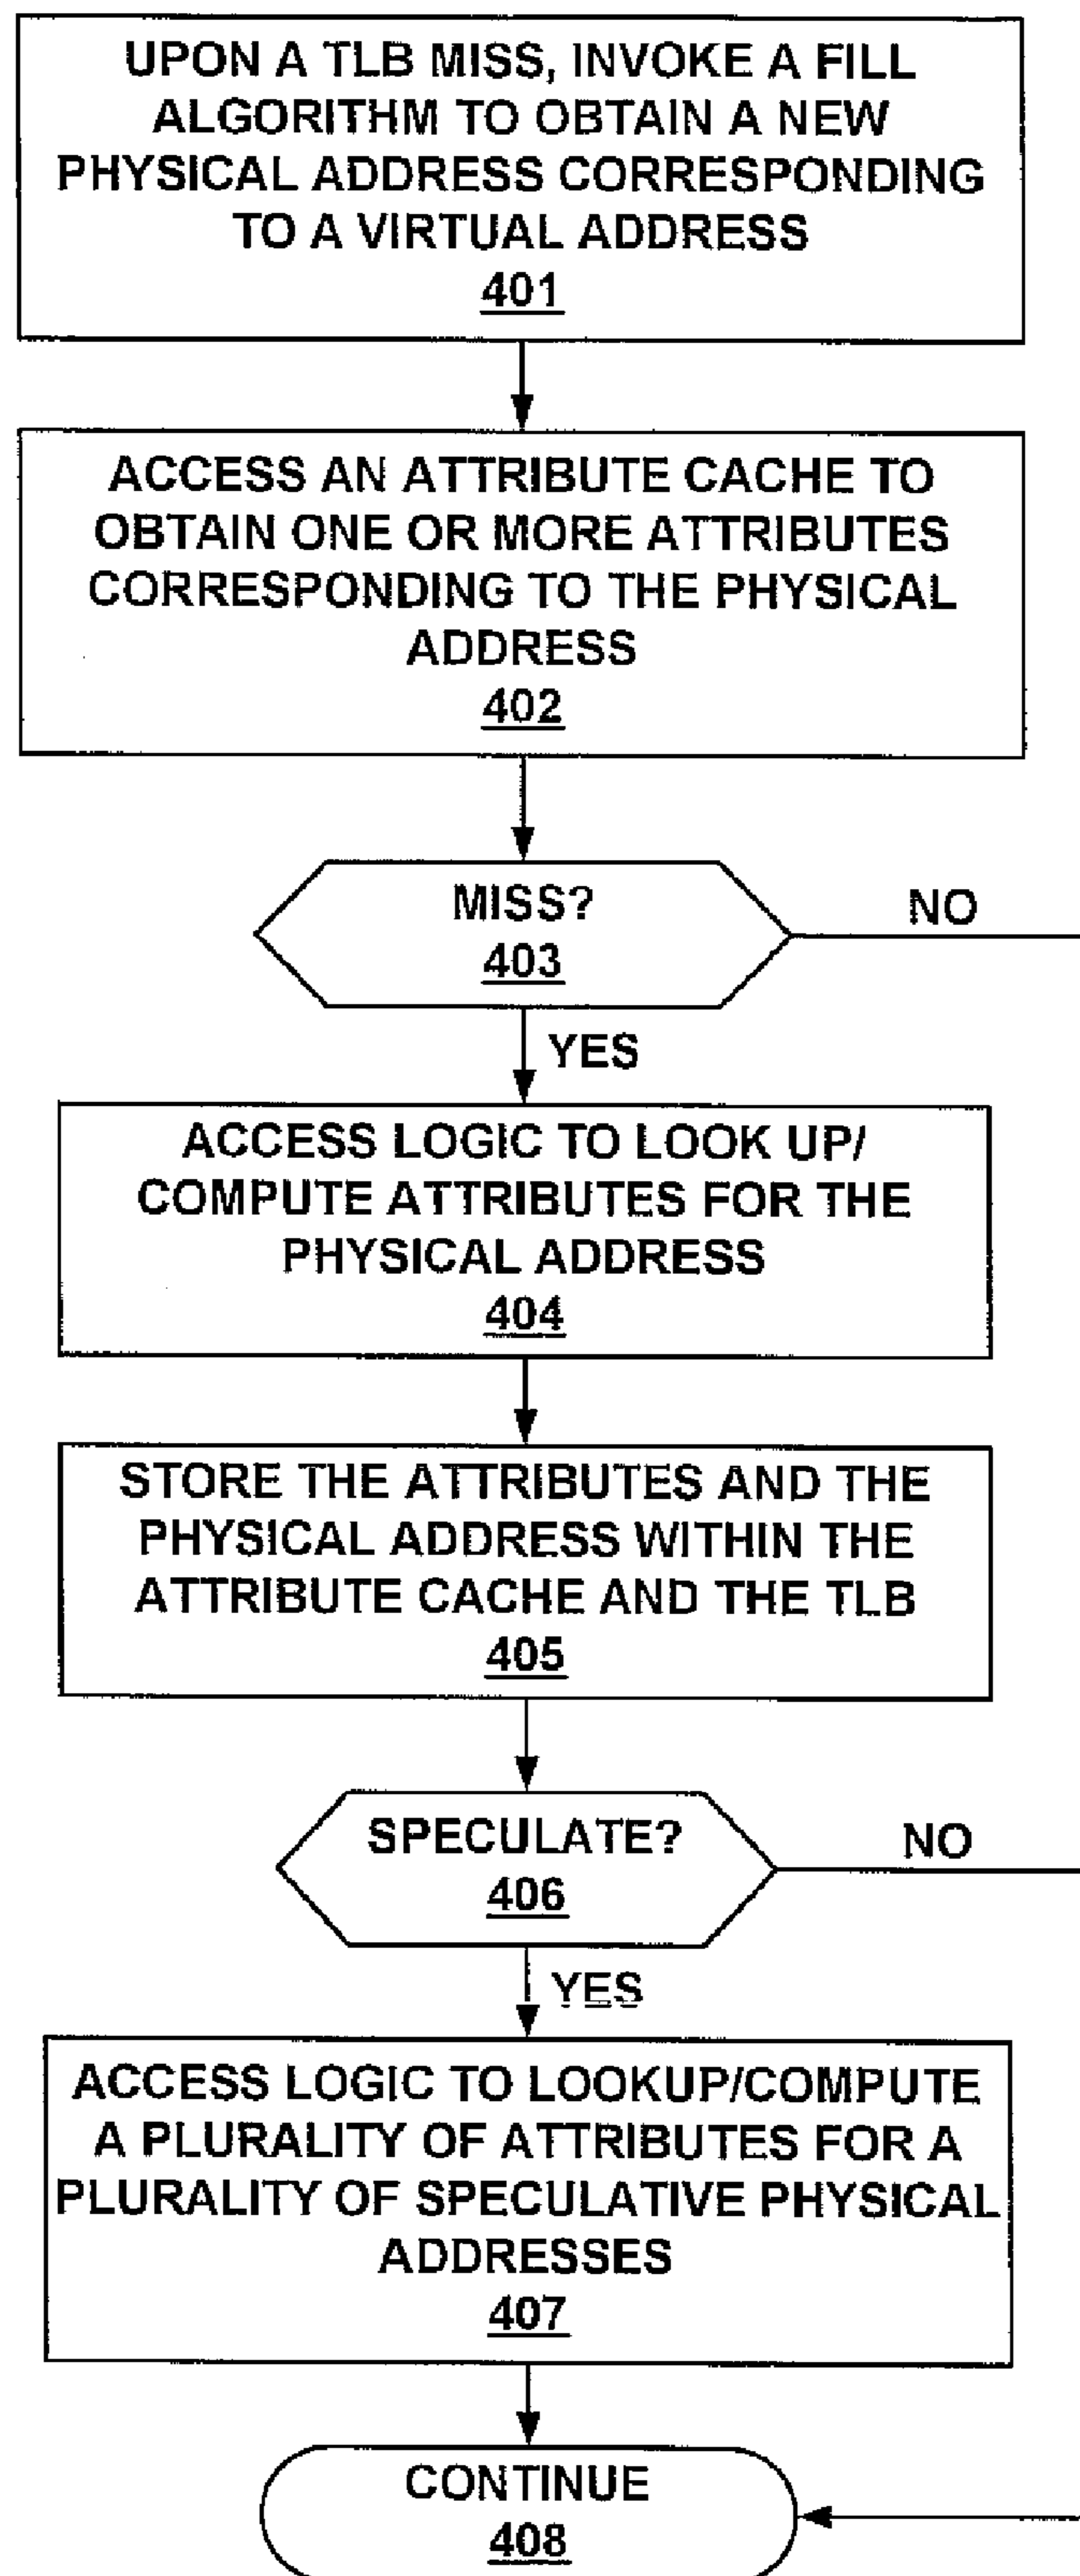 UPON A TLB MISS, INVOKE A FILL
ALGORITHM TO OBTAIN A NEW
PHYSICAL ADDRESS CORRESPONDING
TO A VIRTUAL ADDRESS
401
ACCESS AN ATTRIBUTE CACHE TO
OBTAIN ONE OR MORE ATTRIBUTES
CORRESPONDING TO THE PHYSICAL
ADDRESS
402
MISS?
403
NO
YES
ACCESS LOGIC TO LOOK UP/
COMPUTE ATTRIBUTES FOR THE
PHYSICAL ADDRESS
404
STORE THE ATTRIBUTES AND THE
PHYSICAL ADDRESS WITHIN THE
ATTRIBUTE CACHE AND THE TLB
405
SPECULATE?
406
NO
YES
ACCESS LOGIC TO LOOKUP/COMPUTE
A PLURALITY OF ATTRIBUTES FOR A
PLURALITY OF SPECULATIVE PHYSICAL
ADDRESSES
407
CONTINUE
408